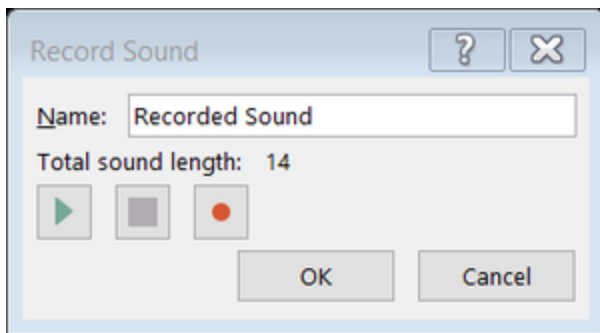 Record Sound
Name: Recorded Sound
Total sound length: 14
OK Cancel